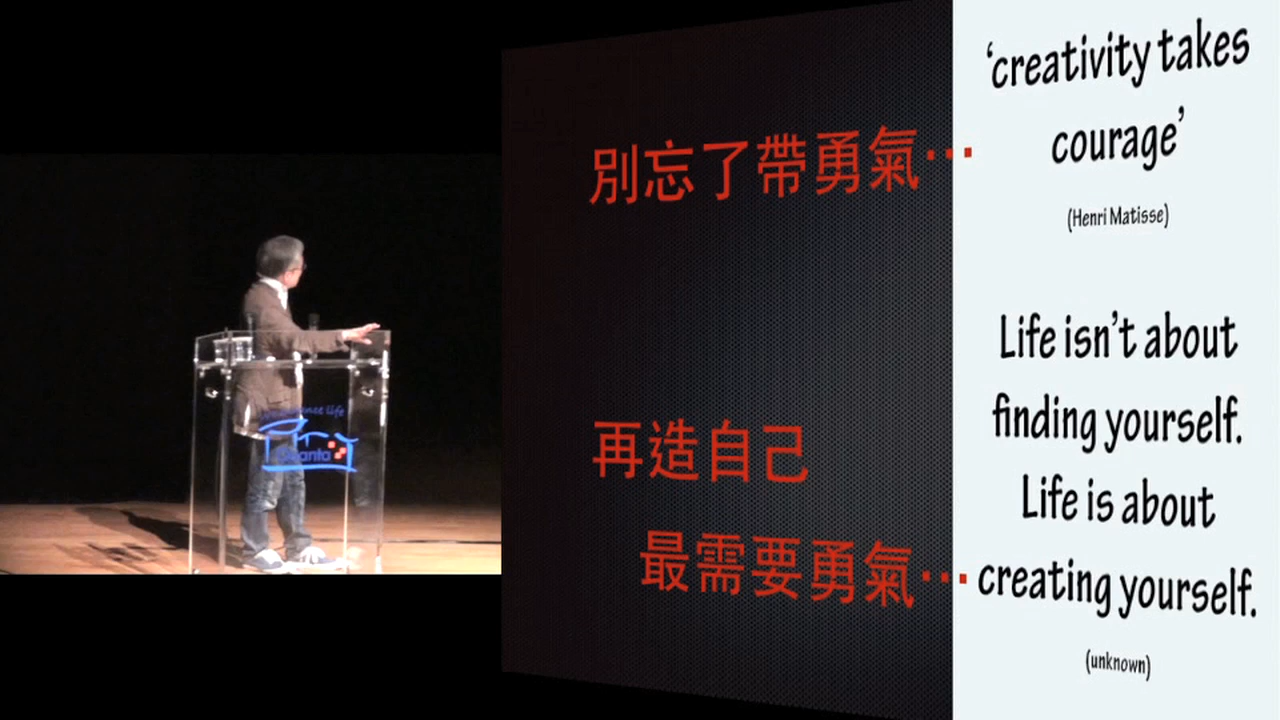 別忘了帶勇氣…
再造自己
最需要勇氣…
‘creativity takes
courage’
(Henri Matisse)
Life isn’t about
finding yourself.
Life is about
creating yourself.
(unknown)